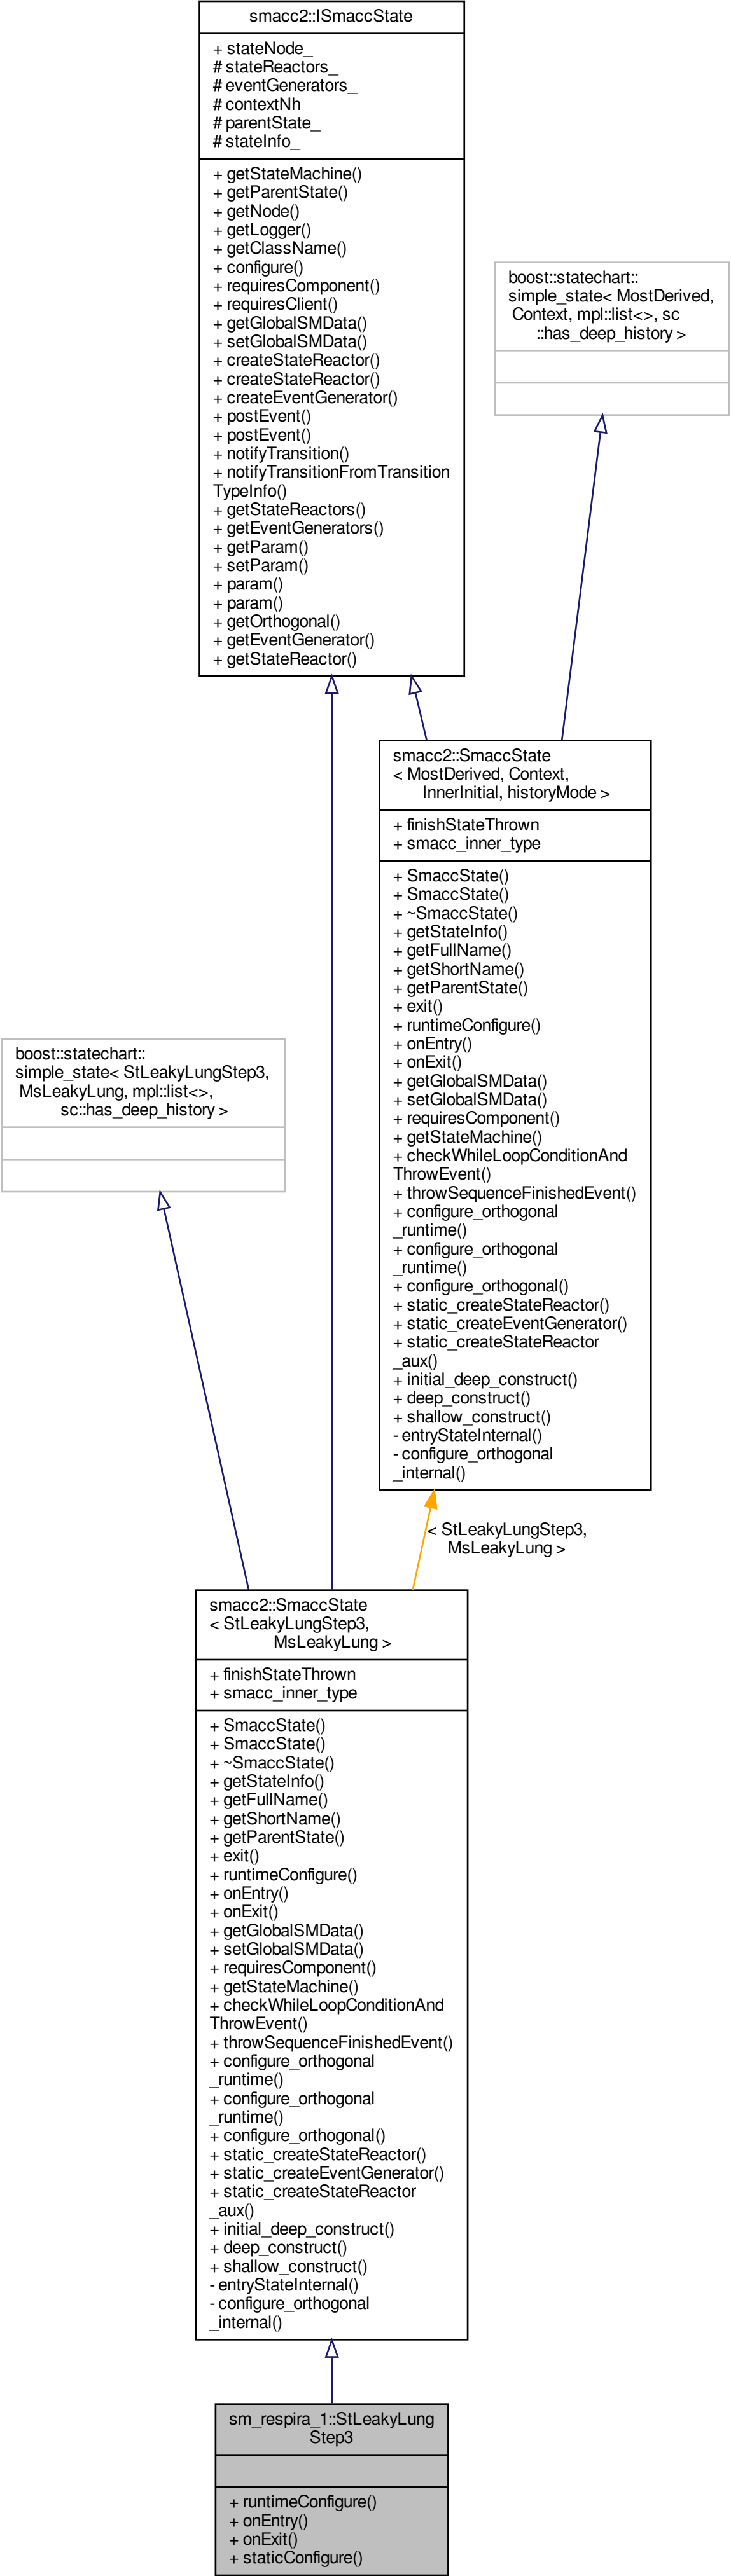 smacc2::ISmaccState
+ stateNode_
# stateReactors_
# eventGenerators_
# contextNh
# parentState_
# stateInfo_
+ getStateMachine()
+ getParentState()
+ getNode()
+ getLogger()
+ getClassName()
+ configure()
+ requiresComponent()
+ requiresClient()
+ getGlobalSMData()
+ setGlobalSMData()
+ createStateReactor()
+ createStateReactor()
+ createEventGenerator()
+ postEvent()
+ postEvent()
+ notifyTransition()
+ notifyTransitionFromTransition
TypeInfo()
+ getStateReactors()
+ getEventGenerators()
+ getParam()
+ setParam()
+ param()
+ param()
+ getOrthogonal()
+ getEventGenerator()
+ getStateReactor()
boost::statechart::
simple_state< MostDerived,
Context, mpl::list<>, sc
::has_deep_history >
smacc2::SmaccState
< MostDerived, Context,
InnerInitial, historyMode >
+ finishStateThrown
+ smacc_inner_type
+ SmaccState()
+ SmaccState()
+ ~SmaccState()
+ getStateInfo()
+ getFullName()
+ getShortName()
+ getParentState()
+ exit()
+ runtimeConfigure()
+ onEntry()
+ onExit()
+ getGlobalSMData()
+ setGlobalSMData()
+ requiresComponent()
+ getStateMachine()
+ checkWhileLoopConditionAnd
ThrowEvent()
+ throwSequenceFinishedEvent()
+ configure_orthogonal
_runtime()
+ configure_orthogonal
_runtime()
+ configure_orthogonal()
+ static_createStateReactor()
+ static_createEventGenerator()
+ static_createStateReactor
_aux()
+ initial_deep_construct()
+ deep_construct()
+ shallow_construct()
- entryStateInternal()
- configure_orthogonal
_internal()
boost::statechart::
simple_state< StLeakyLungStep3,
MsLeakyLung, mpl::list<>,
sc::has_deep_history >
< StLeakyLungStep3,
MsLeakyLung >
smacc2::SmaccState
< StLeakyLungStep3,
MsLeakyLung >
+ finishStateThrown
+ smacc_inner_type
+ SmaccState()
+ SmaccState()
+ ~SmaccState()
+ getStateInfo()
+ getFullName()
+ getShortName()
+ getParentState()
+ exit()
+ runtimeConfigure()
+ onEntry()
+ onExit()
+ getGlobalSMData()
+ setGlobalSMData()
+ requiresComponent()
+ getStateMachine()
+ checkWhileLoopConditionAnd
ThrowEvent()
+ throwSequenceFinishedEvent()
+ configure_orthogonal
_runtime()
+ configure_orthogonal
_runtime()
+ configure_orthogonal()
+ static_createStateReactor()
+ static_createEventGenerator()
+ static_createStateReactor
_aux()
+ initial_deep_construct()
+ deep_construct()
+ shallow_construct()
- entryStateInternal()
- configure_orthogonal
_internal()
sm_respira_1::StLeakyLung
Step3
+ runtimeConfigure()
+ onEntry()
+ onExit()
+ staticConfigure()